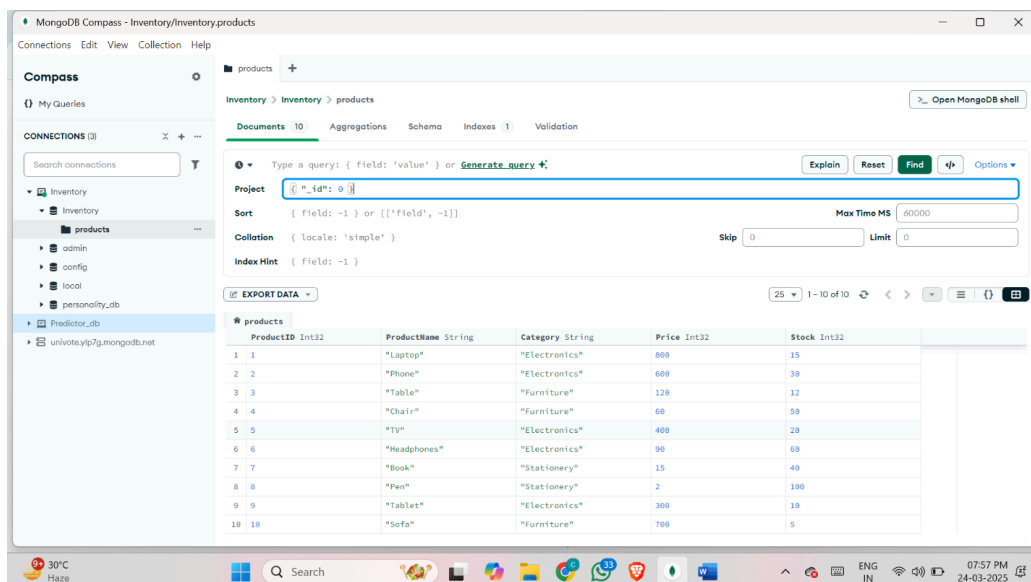 MongoDB Compass - Inventory/Inventory.products
Connections Edit View Collection Help
Compass
{} My Queries
CONNECTIONS (3)
Search connections
Inventory
Inventory
products
admin
config
local
personality_db
Predictor_db
univote.ylp7g.mongodb.net
products
Inventory > Inventory > products
>_ Open MongoDB shell
Documents 10 Aggregations Schema Indexes 1 Validation
Type a query: { field: 'value' } or Generate query
Explain Reset Find </> Options
Project { "_id": 0 }
Sort { field: -1 } or [['field', -1]] Max Time MS 60000
Collation { locale: 'simple' } Skip 0 Limit 0
Index Hint { field: -1 }
EXPORT DATA 25 1 - 10 of 10 {}
products
ProductID Int32 ProductName String Category String Price Int32 Stock Int32
1 1 "Laptop" "Electronics" 800 15
2 2 "Phone" "Electronics" 600 30
3 3 "Table" "Furniture" 120 12
4 4 "Chair" "Furniture" 60 50
5 5 "TV" "Electronics" 400 20
6 6 "Headphones" "Electronics" 90 60
7 7 "Book" "Stationery" 15 40
8 8 "Pen" "Stationery" 2 100
9 9 "Tablet" "Electronics" 300 10
10 10 "Sofa" "Furniture" 700 5
9+ 30°C
Haze
Search
33
ENG
IN
07:57 PM
24-03-2025